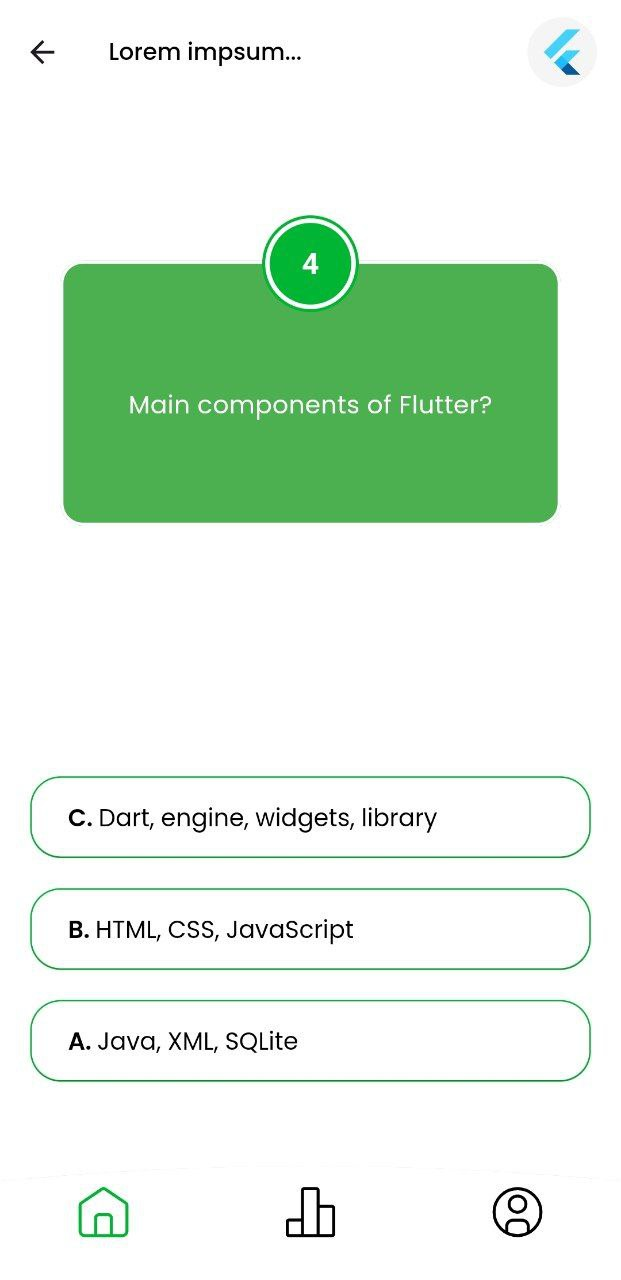 Lorem impsum...
4
Main components of Flutter?
C. Dart, engine, widgets, library
B. HTML, CSS, JavaScript
A. Java, XML, SQLite